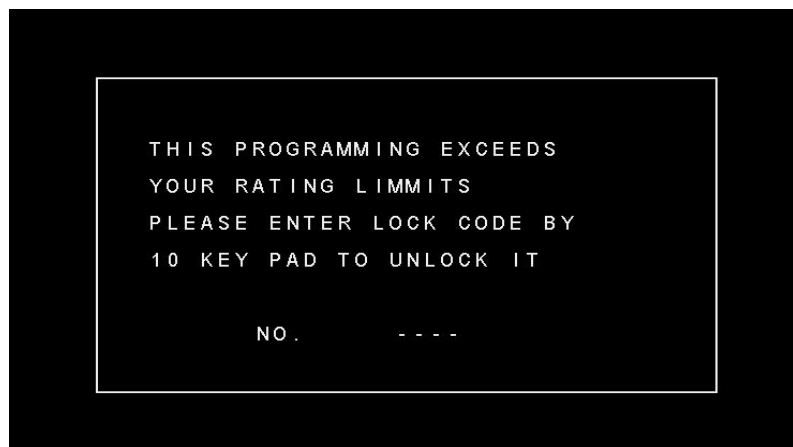 THIS PROGRAMMING EXCEEDS
YOUR RATING LIMMITS
PLEASE ENTER LOCK CODE BY
10 KEY PAD TO UNLOCK IT
NO. ----